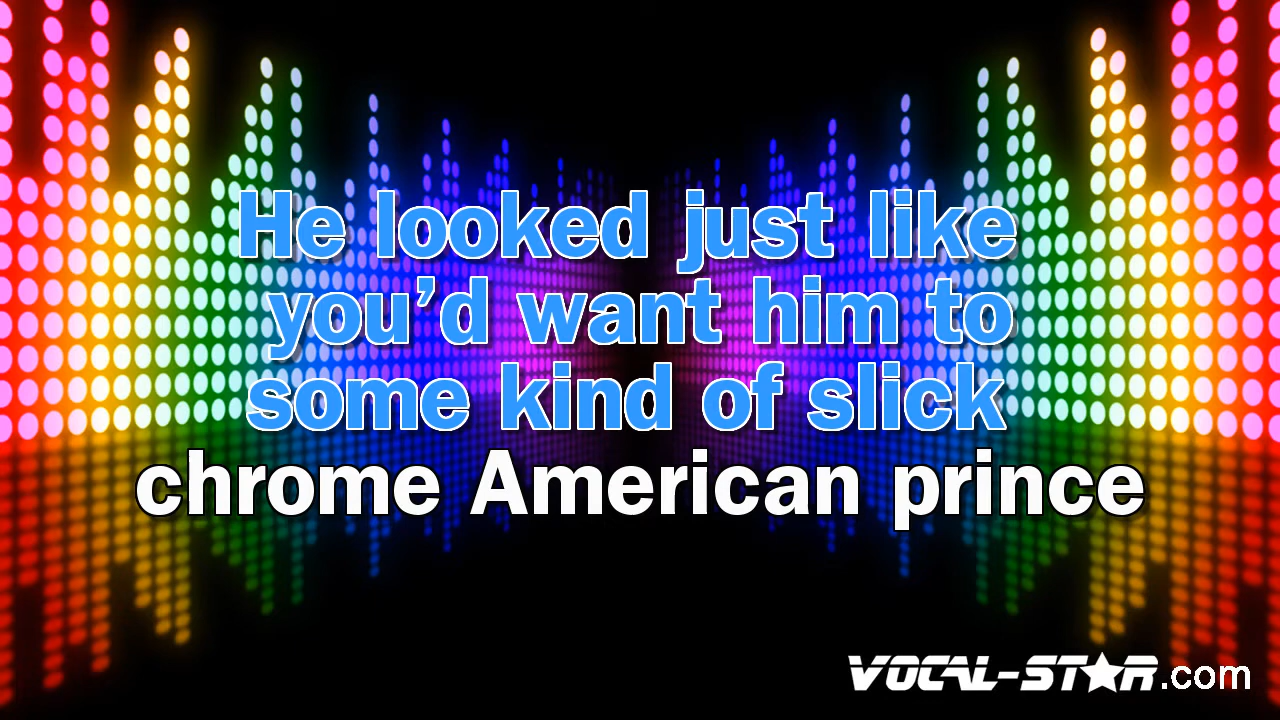 He looked just like
you’d want him to
some kind of slick
chrome American prince
VOCAL-STAR.com